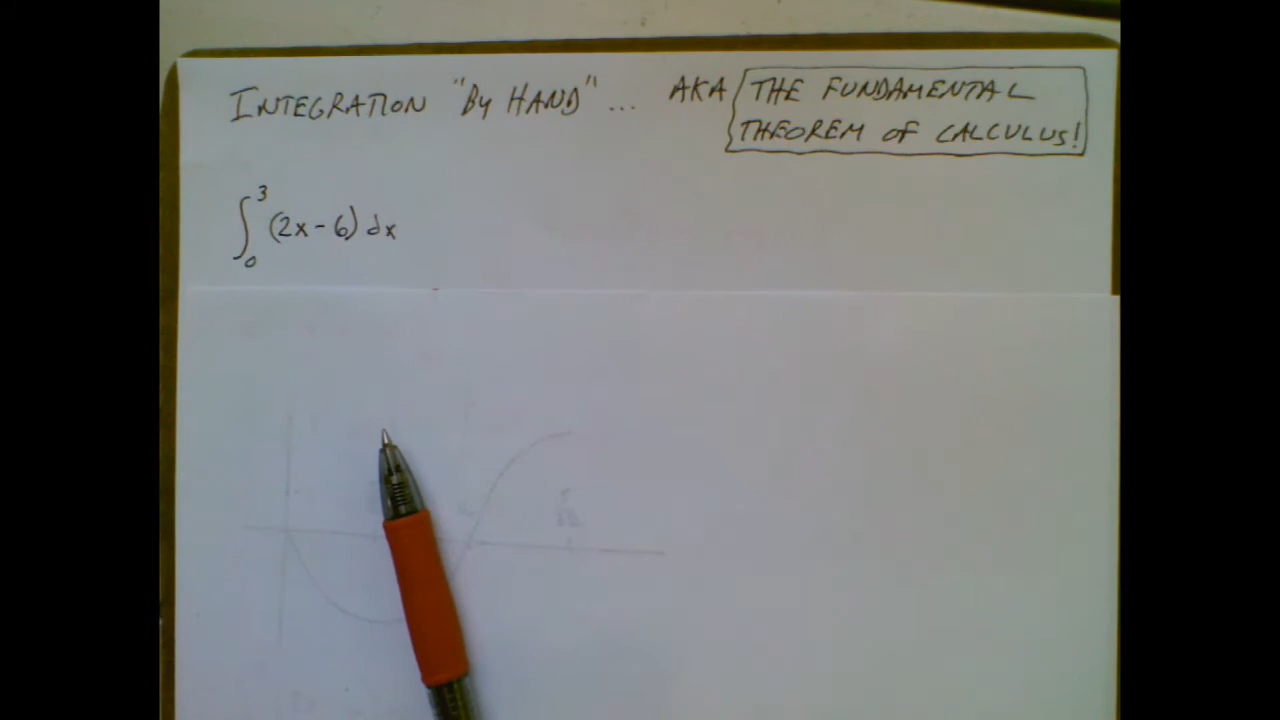 INTEGRATION "By HAND" ... AKA THE FUNDAMENTAL
THEOREM OF CALCULUS!
∫₀³ (2x - 6) dx